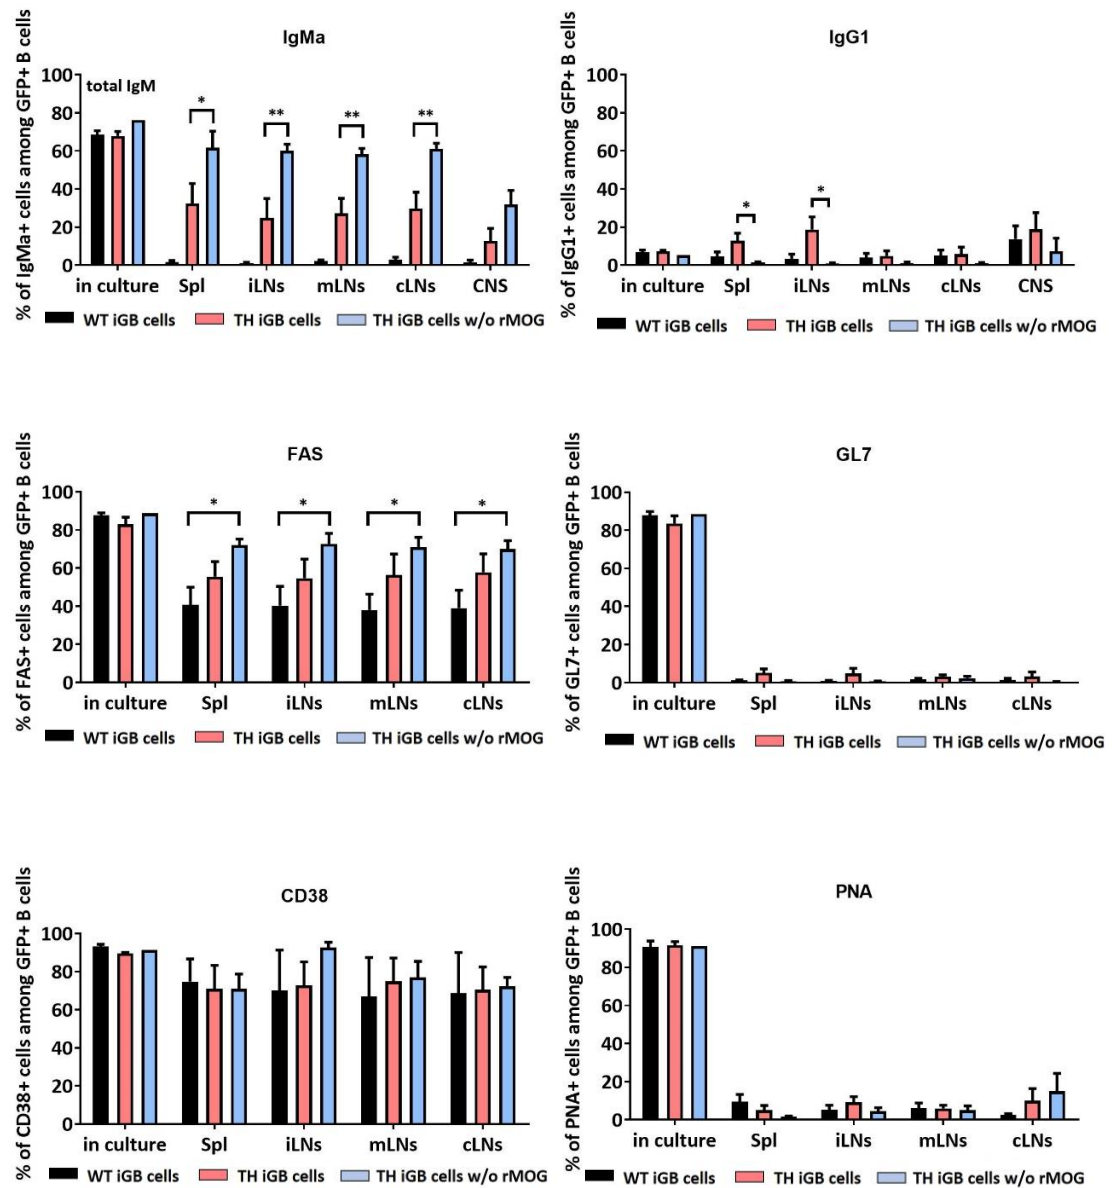 IgMa
% of IgMa+ cells among GFP+ B cells
100
80
60
40
20
0
total IgM
*
**
**
**
in culture Spl iLNs mLNs cLNs CNS
WT iGB cells TH iGB cells TH iGB cells w/o rMOG
IgG1
% of IgG1+ cells among GFP+ B cells
100
80
60
40
20
0
*
*
in culture Spl iLNs mLNs cLNs CNS
WT iGB cells TH iGB cells TH iGB cells w/o rMOG
FAS
% of FAS+ cells among GFP+ B cells
100
80
60
40
20
0
*
*
*
*
in culture Spl iLNs mLNs cLNs
WT iGB cells TH iGB cells TH iGB cells w/o rMOG
GL7
% of GL7+ cells among GFP+ B cells
100
80
60
40
20
0
in culture Spl iLNs mLNs cLNs
WT iGB cells TH iGB cells TH iGB cells w/o rMOG
CD38
% of CD38+ cells among GFP+ B cells
100
80
60
40
20
0
in culture Spl iLNs mLNs cLNs
WT iGB cells TH iGB cells TH iGB cells w/o rMOG
PNA
% of PNA+ cells among GFP+ B cells
100
80
60
40
20
0
in culture Spl iLNs mLNs cLNs
WT iGB cells TH iGB cells TH iGB cells w/o rMOG